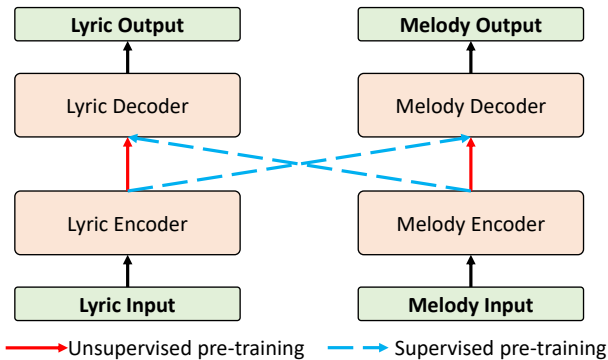 Lyric Output
Melody Output
Lyric Decoder
Melody Decoder
Lyric Encoder
Melody Encoder
Lyric Input
Melody Input
Unsupervised pre-training
Supervised pre-training